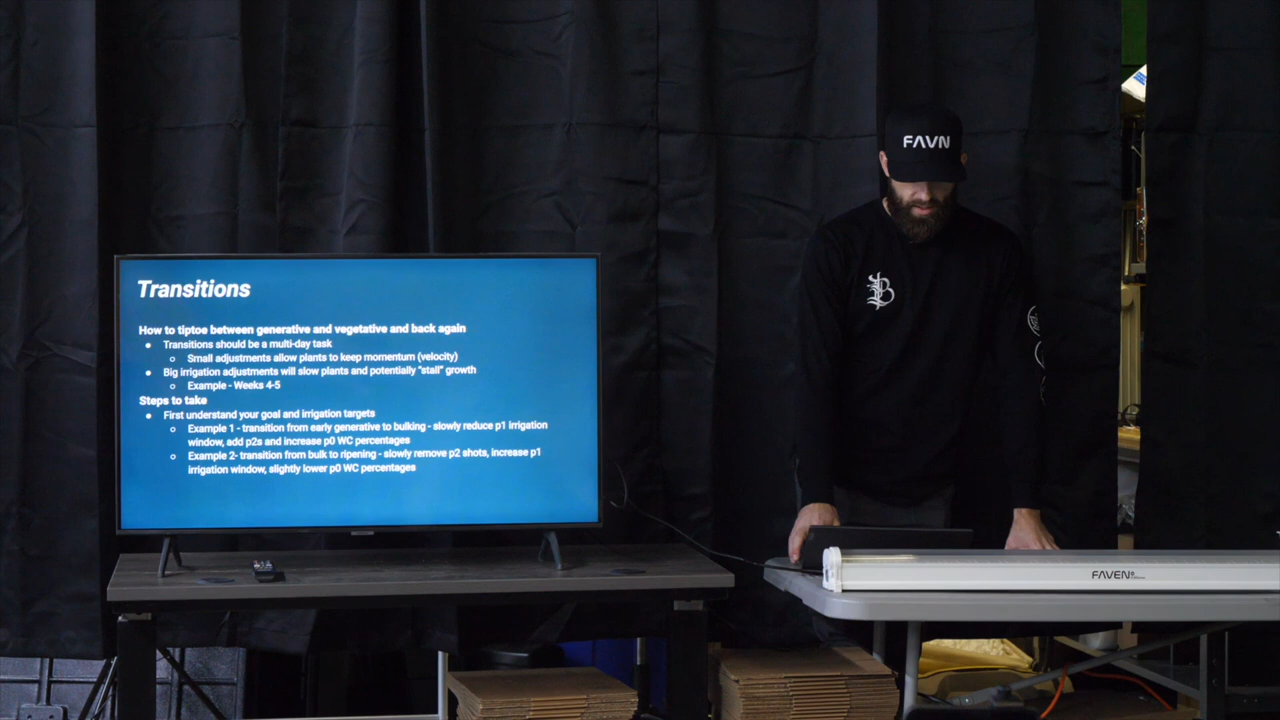 FAVN
B
Transitions
How to tiptoe between generative and vegetative and back again
● Transitions should be a multi-day task
○ Small adjustments allow plants to keep momentum (velocity)
● Big irrigation adjustments will slow plants and potentially “stall” growth
○ Example - Weeks 4-5
Steps to take
● First understand your goal and irrigation targets
○ Example 1 - transition from early generative to bulking - slowly reduce p1 irrigation
window, add p2s and increase p0 WC percentages
○ Example 2- transition from bulk to ripening - slowly remove p2 shots, increase p1
irrigation window, slightly lower p0 WC percentages
FAVEN